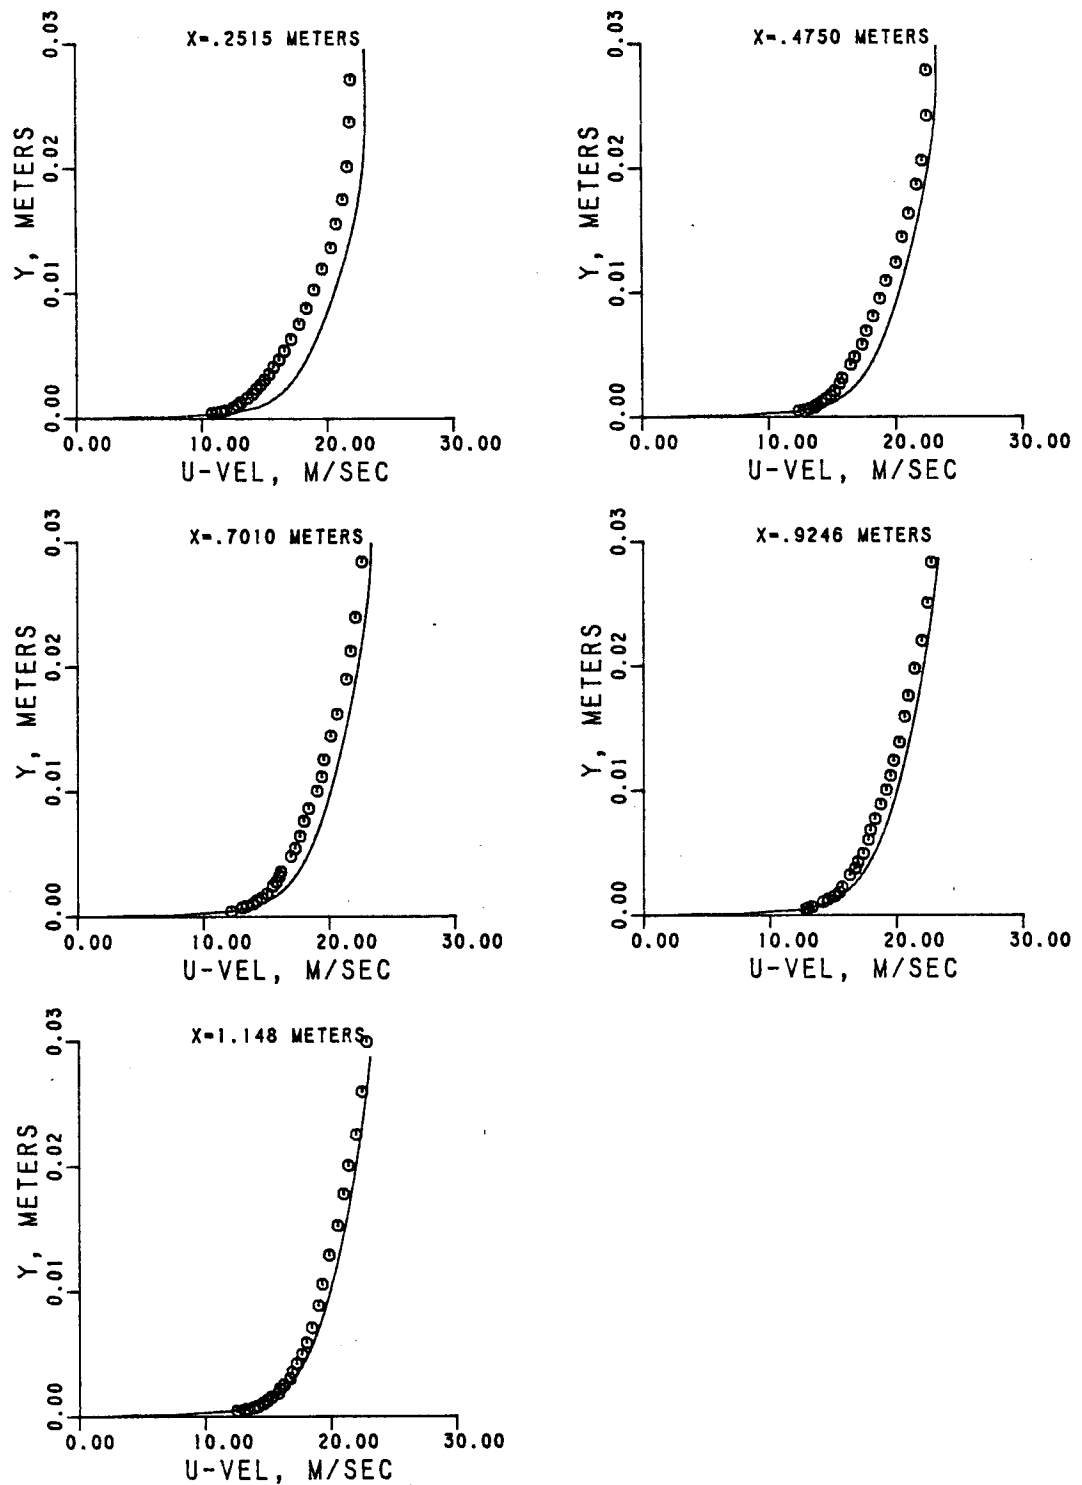 X=.2515 METERS
0.03
0.02
0.01
0.00
Y, METERS
0.00 10.00 20.00 30.00
U-VEL, M/SEC
X=.4750 METERS
0.03
0.02
0.01
0.00
Y, METERS
0.00 10.00 20.00 30.00
U-VEL, M/SEC
X=.7010 METERS
0.03
0.02
0.01
0.00
Y, METERS
0.00 10.00 20.00 30.00
U-VEL, M/SEC
X=.9246 METERS
0.03
0.02
0.01
0.00
Y, METERS
0.00 10.00 20.00 30.00
U-VEL, M/SEC
X=1.148 METERS
0.03
0.02
0.01
0.00
Y, METERS
0.00 10.00 20.00 30.00
U-VEL, M/SEC